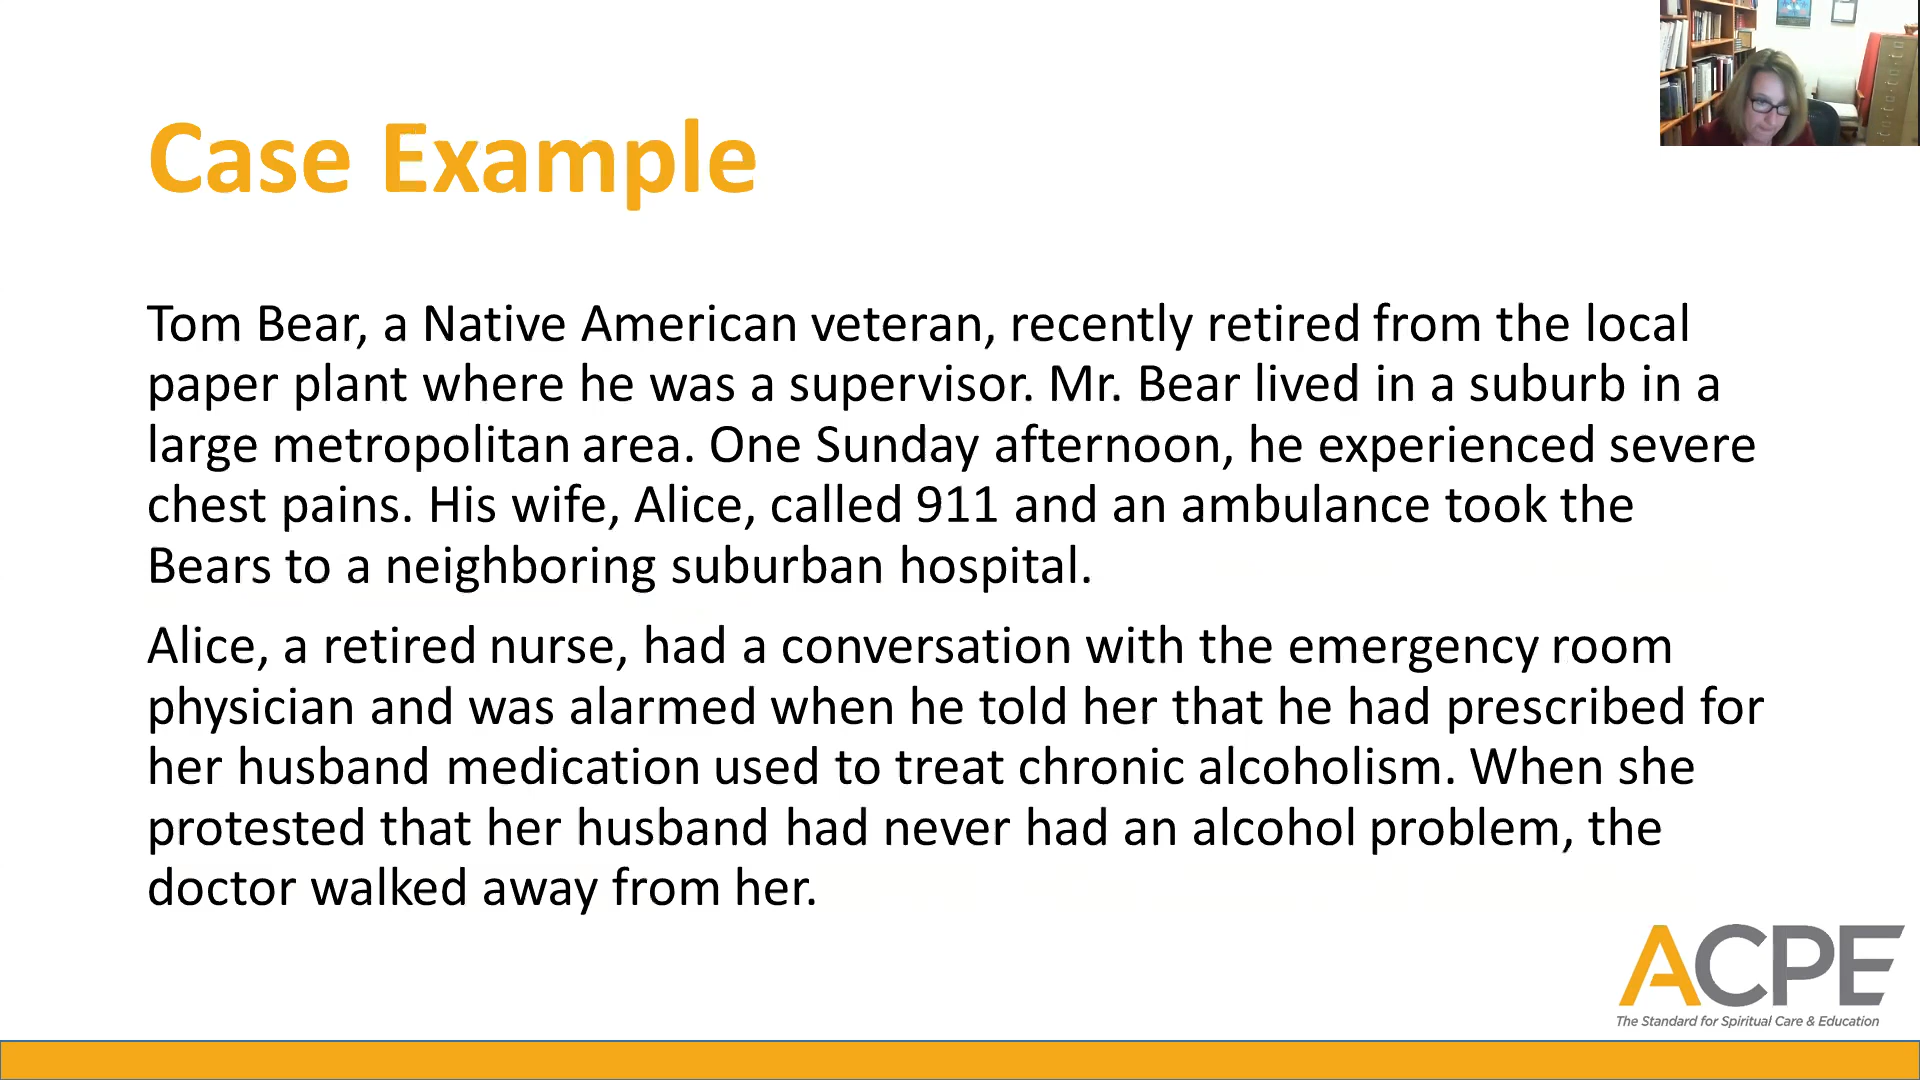 Case Example
Tom Bear, a Native American veteran, recently retired from the local
paper plant where he was a supervisor. Mr. Bear lived in a suburb in a
large metropolitan area. One Sunday afternoon, he experienced severe
chest pains. His wife, Alice, called 911 and an ambulance took the
Bears to a neighboring suburban hospital.
Alice, a retired nurse, had a conversation with the emergency room
physician and was alarmed when he told her that he had prescribed for
her husband medication used to treat chronic alcoholism. When she
protested that her husband had never had an alcohol problem, the
doctor walked away from her.
ACPE
The Standard for Spiritual Care & Education